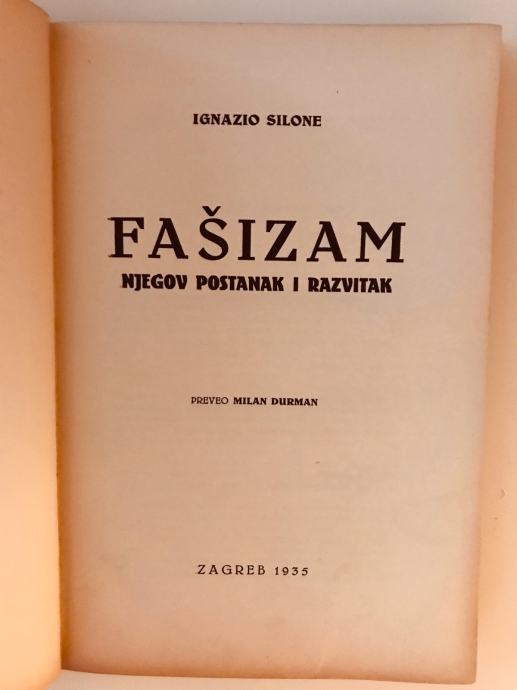 IGNAZIO SILONE
FAŠIZAM
NJEGOV POSTANAK I RAZVITAK
PREVEO MILAN DURMAN
ZAGREB 1935